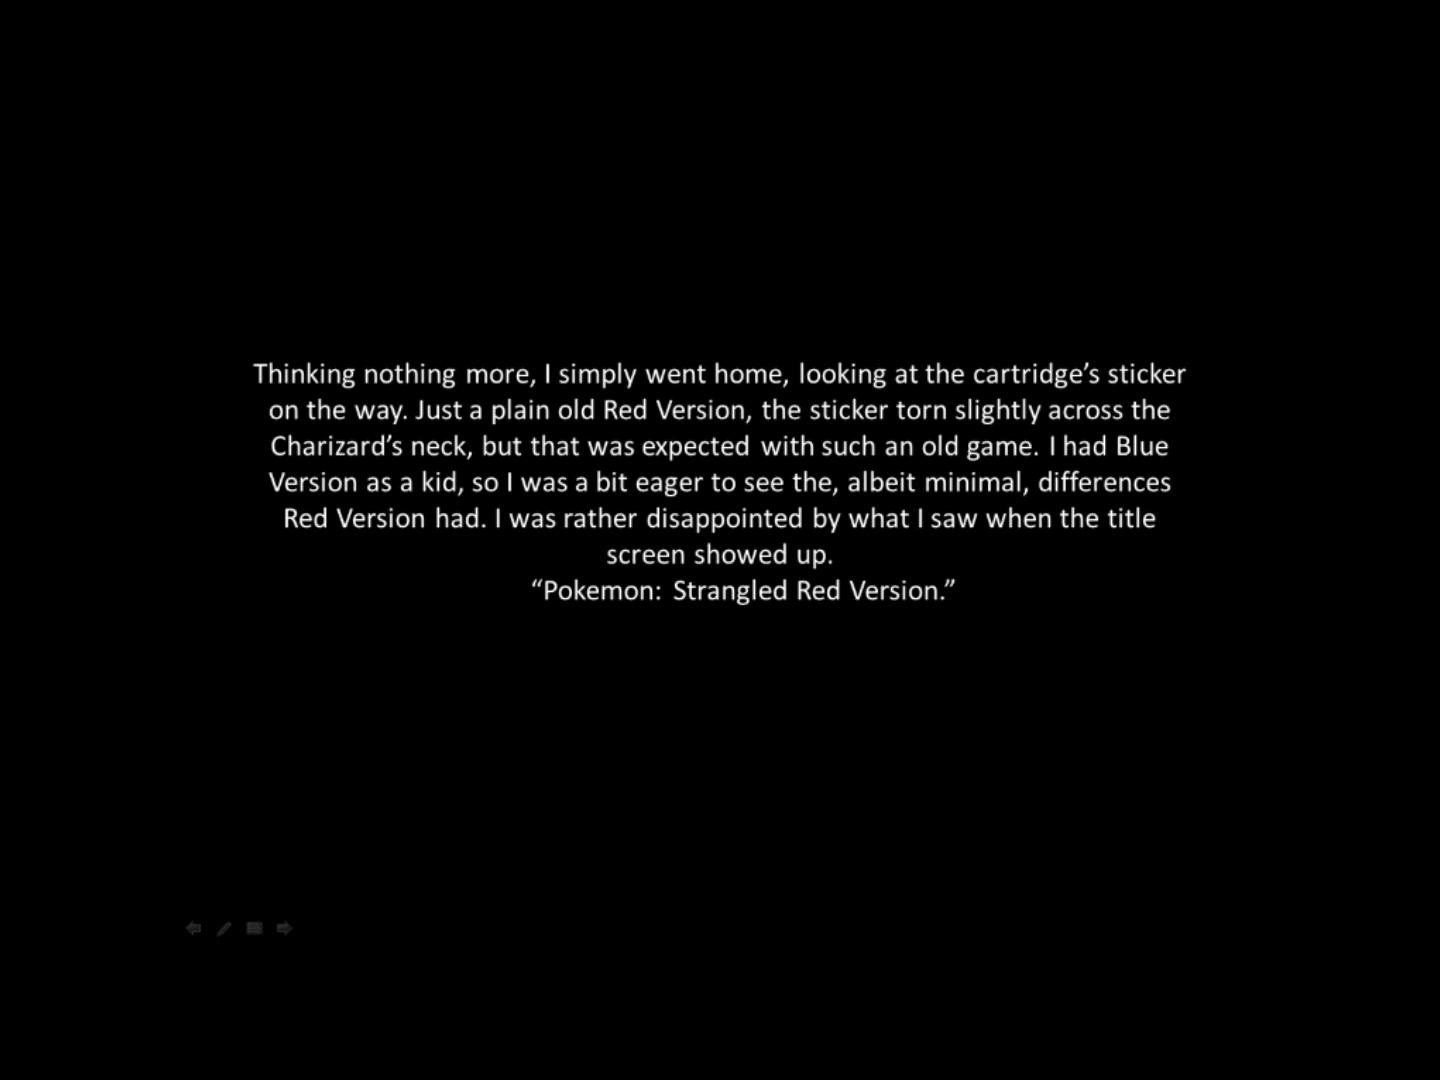 Thinking nothing more, I simply went home, looking at the cartridge’s sticker
on the way. Just a plain old Red Version, the sticker torn slightly across the
Charizard’s neck, but that was expected with such an old game. I had Blue
Version as a kid, so I was a bit eager to see the, albeit minimal, differences
Red Version had. I was rather disappointed by what I saw when the title
screen showed up.
“Pokemon: Strangled Red Version.”